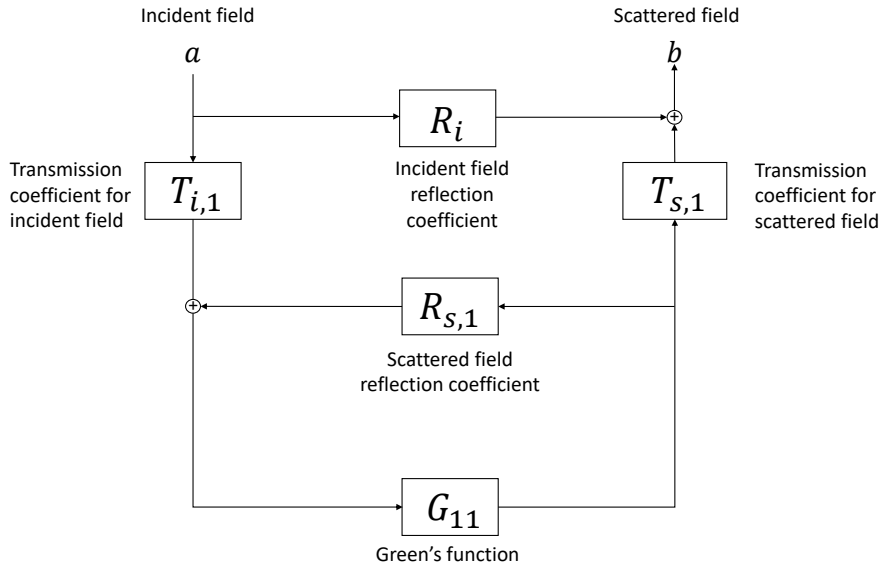 Incident field
Scattered field
a
b
R_i
Transmission
coefficient for
incident field
T_{i,1}
Incident field
reflection
coefficient
T_{s,1}
Transmission
coefficient for
scattered field
+
+
R_{s,1}
Scattered field
reflection coefficient
G_{11}
Green's function